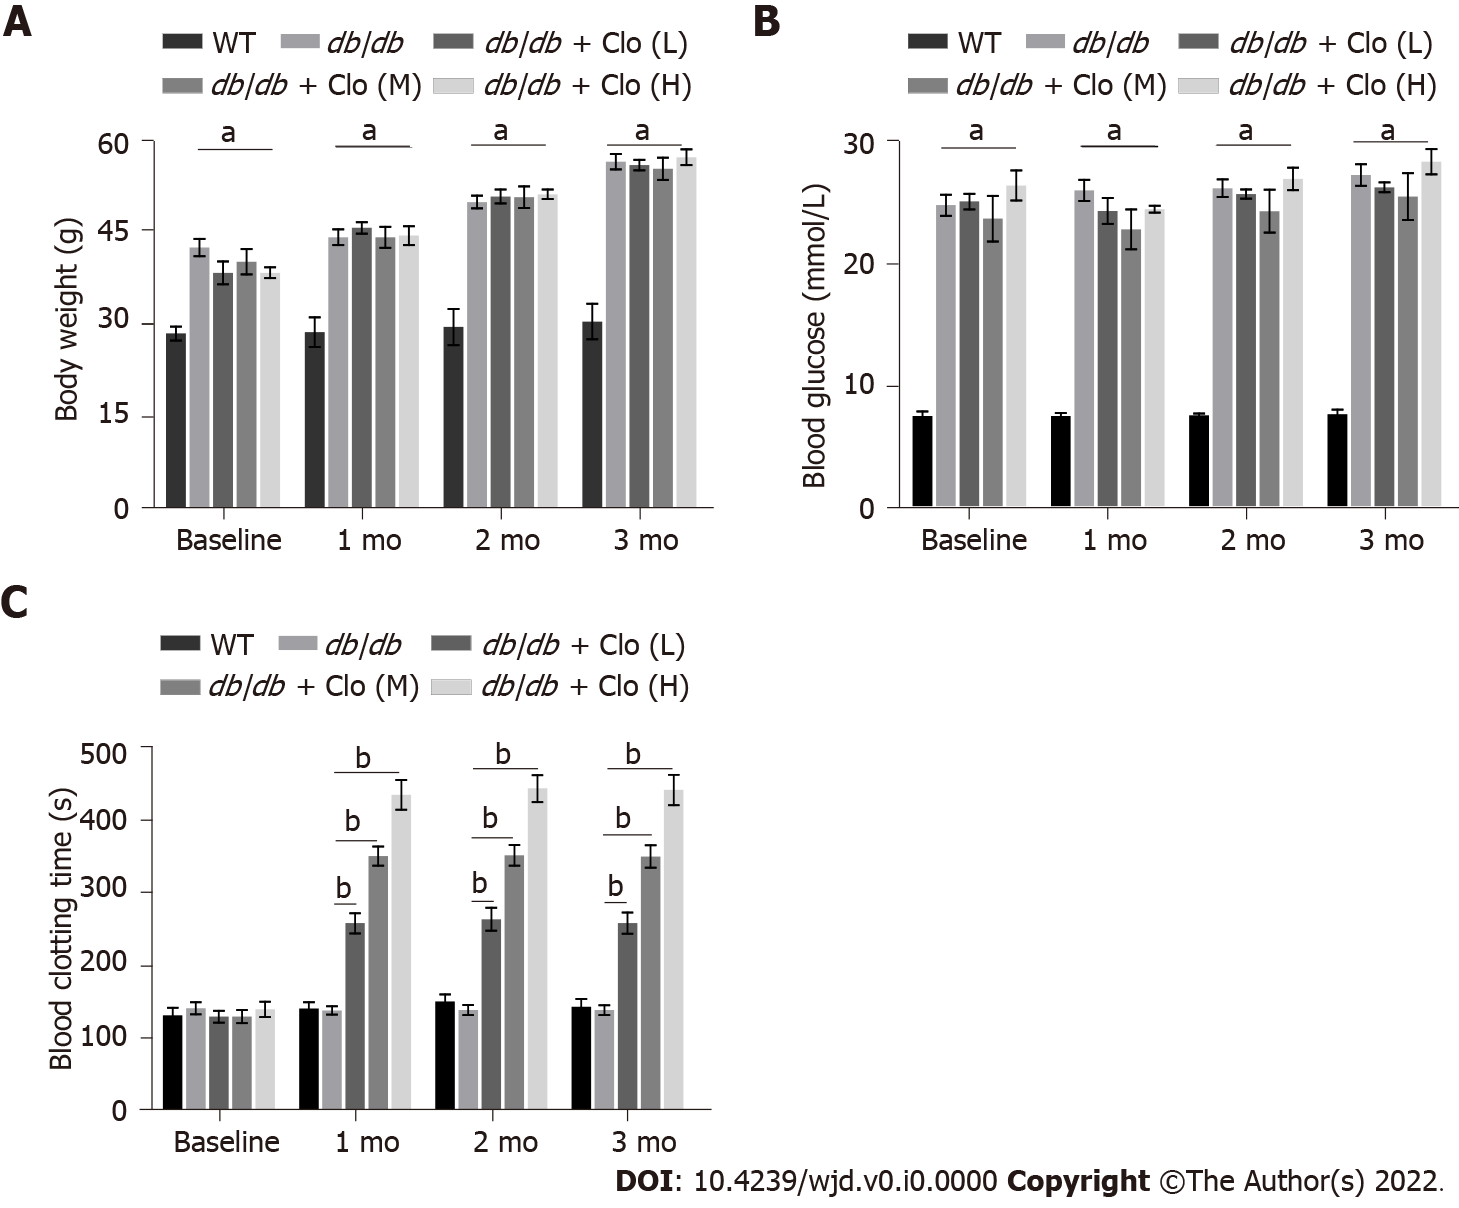 A
WT db/db db/db + Clo (L)
db/db + Clo (M) db/db + Clo (H)
60
45
30
15
0
Body weight (g)
a a a a
Baseline 1 mo 2 mo 3 mo
B
WT db/db db/db + Clo (L)
db/db + Clo (M) db/db + Clo (H)
30
20
10
0
Blood glucose (mmol/L)
a a a a
Baseline 1 mo 2 mo 3 mo
C
WT db/db db/db + Clo (L)
db/db + Clo (M) db/db + Clo (H)
500
400
300
200
100
0
Blood clotting time (s)
b b b
b b b
b b b
Baseline 1 mo 2 mo 3 mo
DOI: 10.4239/wjd.v0.i0.0000 Copyright ©The Author(s) 2022.